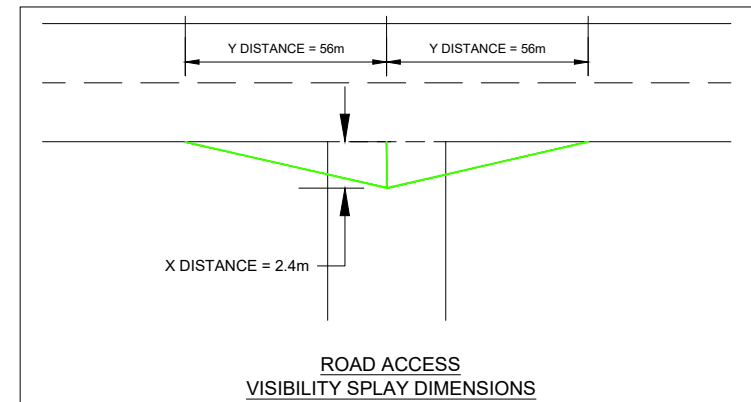 Y DISTANCE = 56m
Y DISTANCE = 56m
X DISTANCE = 2.4m
ROAD ACCESS
VISIBILITY SPLAY DIMENSIONS